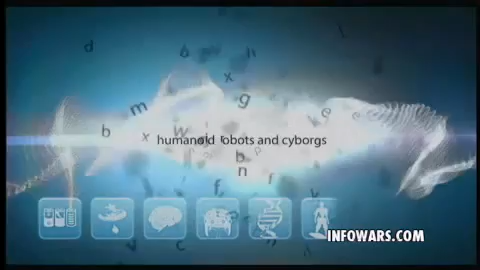 d
b
h
x
g
m
k
e
b
x
w
humanoid robots and cyborgs
b
n
f
f
k
v
c
INFOWARS.COM